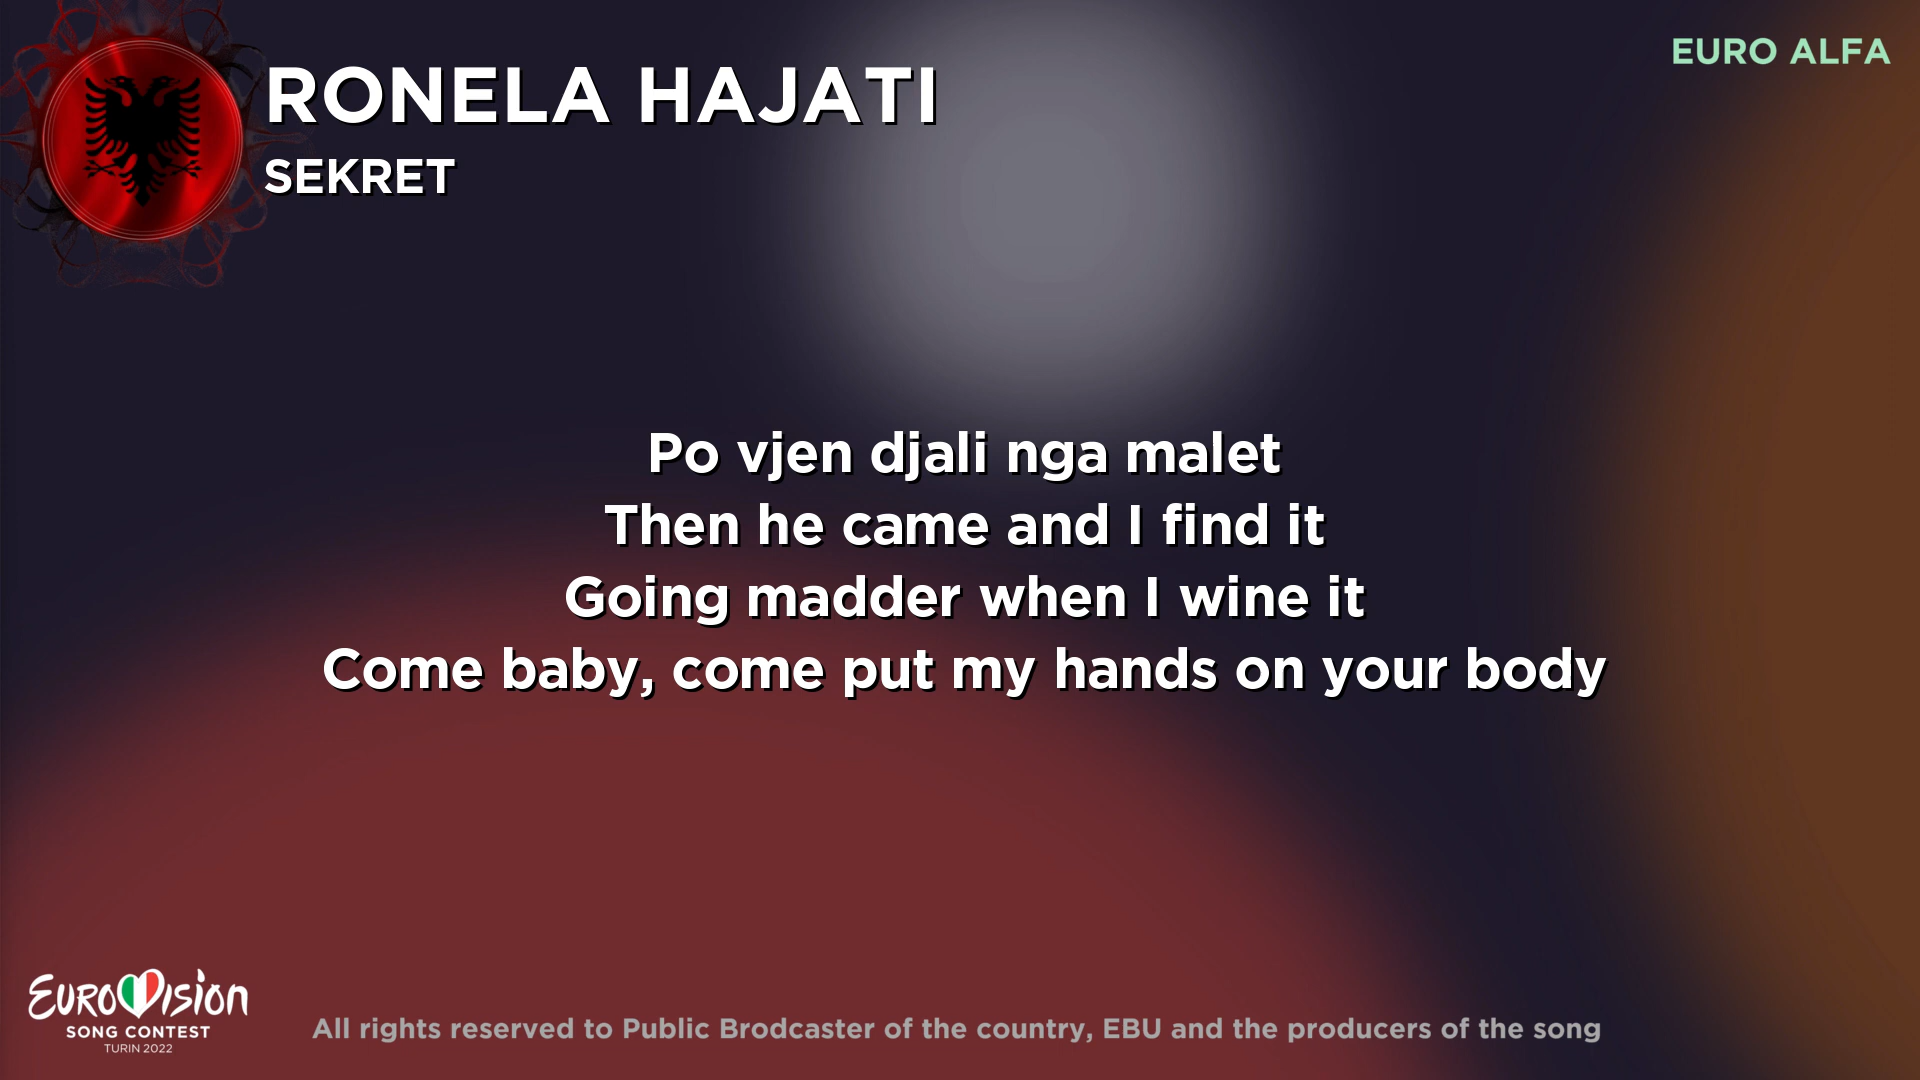 EURO ALFA
RONELA HAJATI
SEKRET
Po vjen djali nga malet
Then he came and I find it
Going madder when I wine it
Come baby, come put my hands on your body
EUROVISION
SONG CONTEST
TURIN 2022
All rights reserved to Public Brodcaster of the country, EBU and the producers of the song